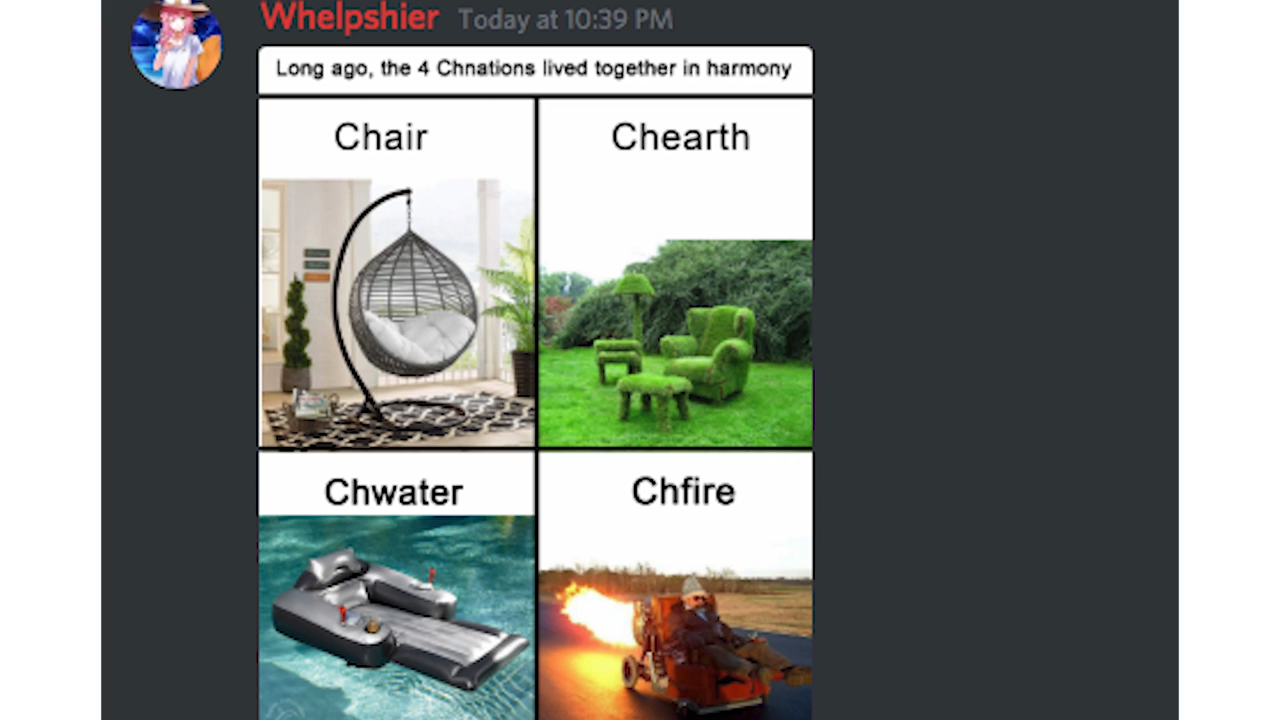 Whelpshier Today at 10:39 PM
Long ago, the 4 Chnations lived together in harmony
Chair
Chearth
Chwater
Chfire